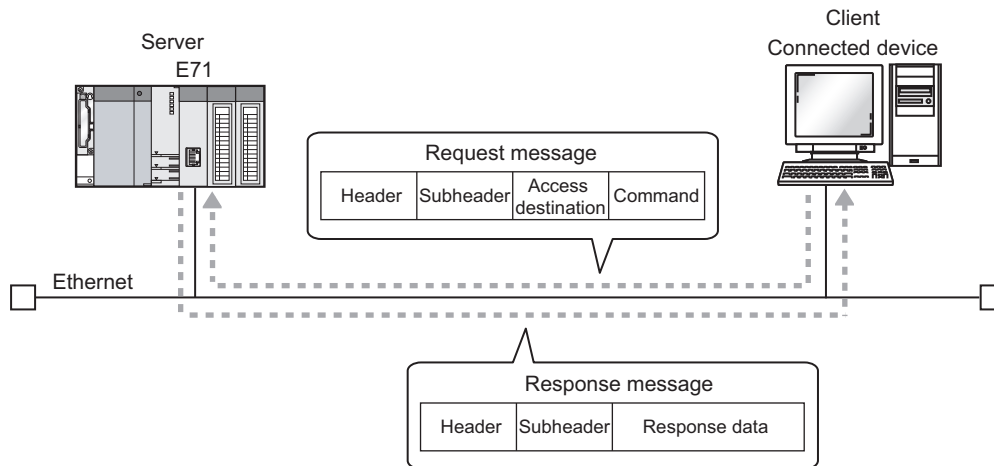 Server
E71
Client
Connected device
Request message
Header Subheader Access destination Command
Ethernet
Response message
Header Subheader Response data